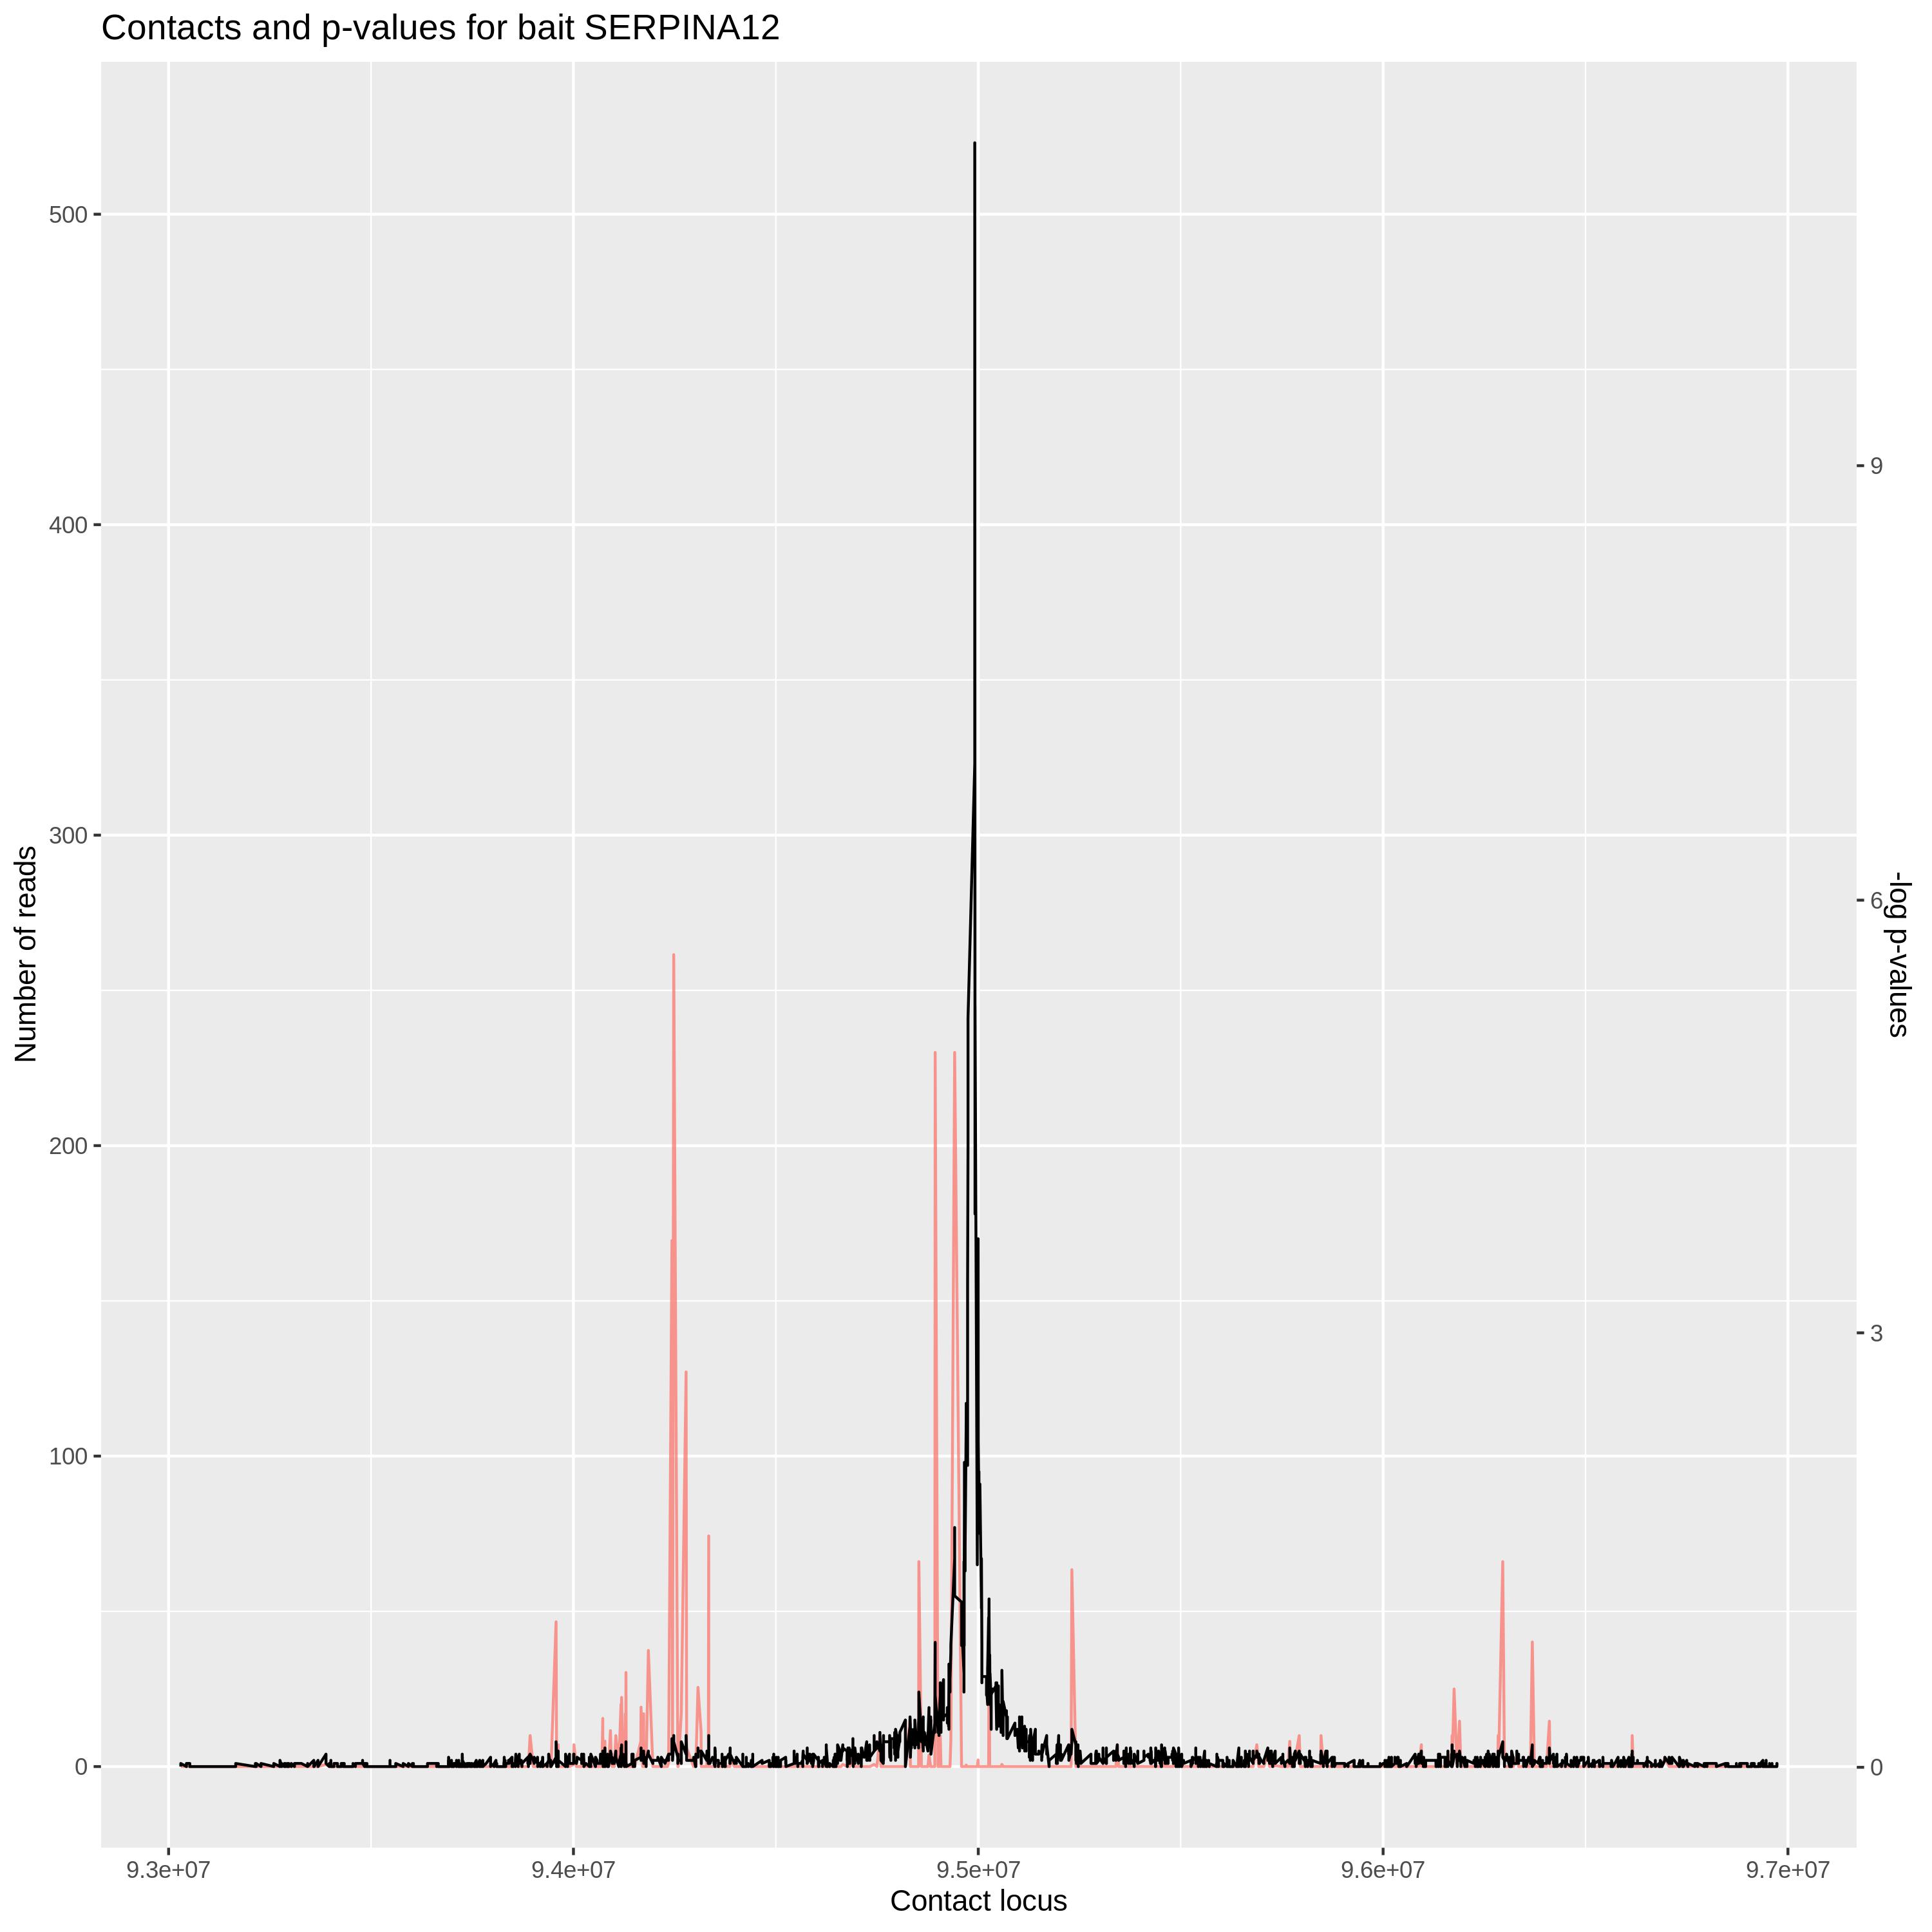 Contacts and p-values for bait SERPINA12
500
400
300
200
100
0
Number of reads
9
6
3
0
-log p-values
9.3e+07
9.4e+07
9.5e+07
9.6e+07
9.7e+07
Contact locus